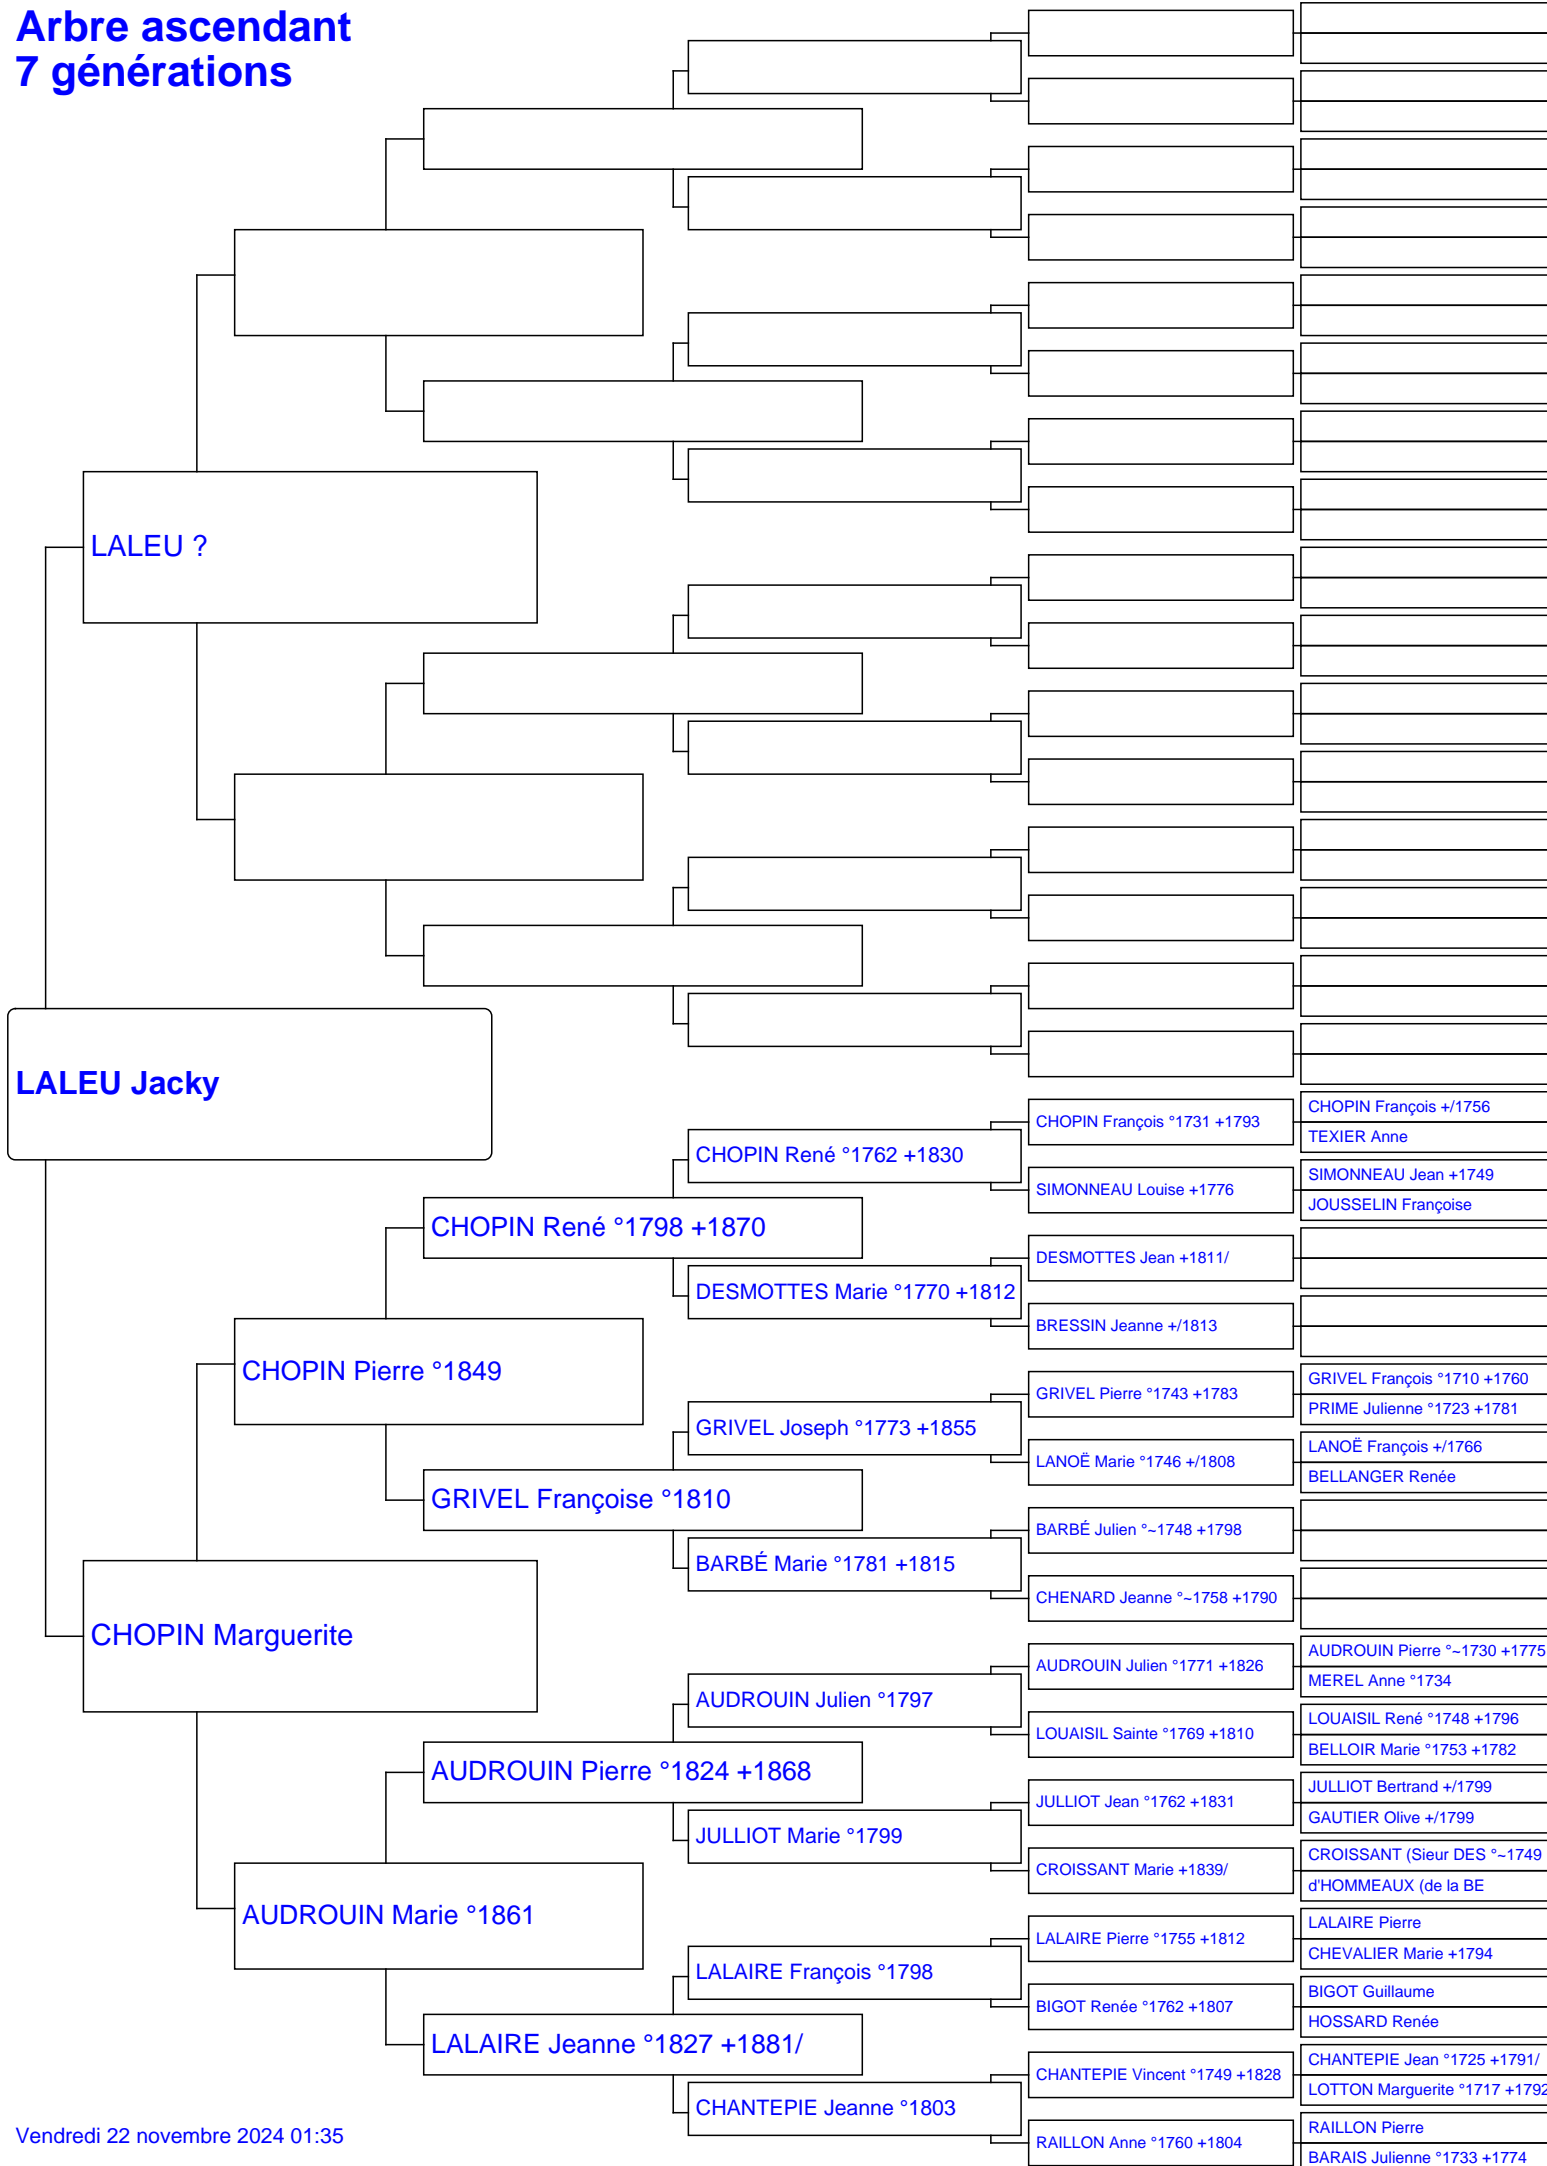 Arbre ascendant
7 générations
LALEU ?
LALEU Jacky
CHOPIN François °1731 +1793
CHOPIN François +/1756
TEXIER Anne
CHOPIN René °1762 +1830
SIMONNEAU Louise +1776
SIMONNEAU Jean +1749
JOUSSELIN Françoise
CHOPIN René °1798 +1870
DESMOTTES Jean +1811/
DESMOTTES Marie °1770 +1812
BRESSIN Jeanne +/1813
CHOPIN Pierre °1849
GRIVEL Pierre °1743 +1783
GRIVEL François °1710 +1760
PRIME Julienne °1723 +1781
GRIVEL Joseph °1773 +1855
LANOË Marie °1746 +/1808
LANOË François +/1766
BELLANGER Renée
GRIVEL Françoise °1810
BARBÉ Julien °~1748 +1798
BARBÉ Marie °1781 +1815
CHENARD Jeanne °~1758 +1790
CHOPIN Marguerite
AUDROUIN Julien °1771 +1826
AUDROUIN Pierre °~1730 +1775
MEREL Anne °1734
AUDROUIN Julien °1797
LOUAISIL Sainte °1769 +1810
LOUAISIL René °1748 +1796
BELLOIR Marie °1753 +1782
AUDROUIN Pierre °1824 +1868
JULLIOT Jean °1762 +1831
JULLIOT Bertrand +/1799
GAUTIER Olive +/1799
JULLIOT Marie °1799
CROISSANT Marie +1839/
CROISSANT (Sieur DES °~1749
d'HOMMEAUX (de la BE
AUDROUIN Marie °1861
LALAIRE Pierre °1755 +1812
LALAIRE Pierre
CHEVALIER Marie +1794
LALAIRE François °1798
BIGOT Renée °1762 +1807
BIGOT Guillaume
HOSSARD Renée
LALAIRE Jeanne °1827 +1881/
CHANTEPIE Vincent °1749 +1828
CHANTEPIE Jean °1725 +1791/
LOTTON Marguerite °1717 +1792
CHANTEPIE Jeanne °1803
RAILLON Anne °1760 +1804
RAILLON Pierre
BARAIS Julienne °1733 +1774
Vendredi 22 novembre 2024 01:35